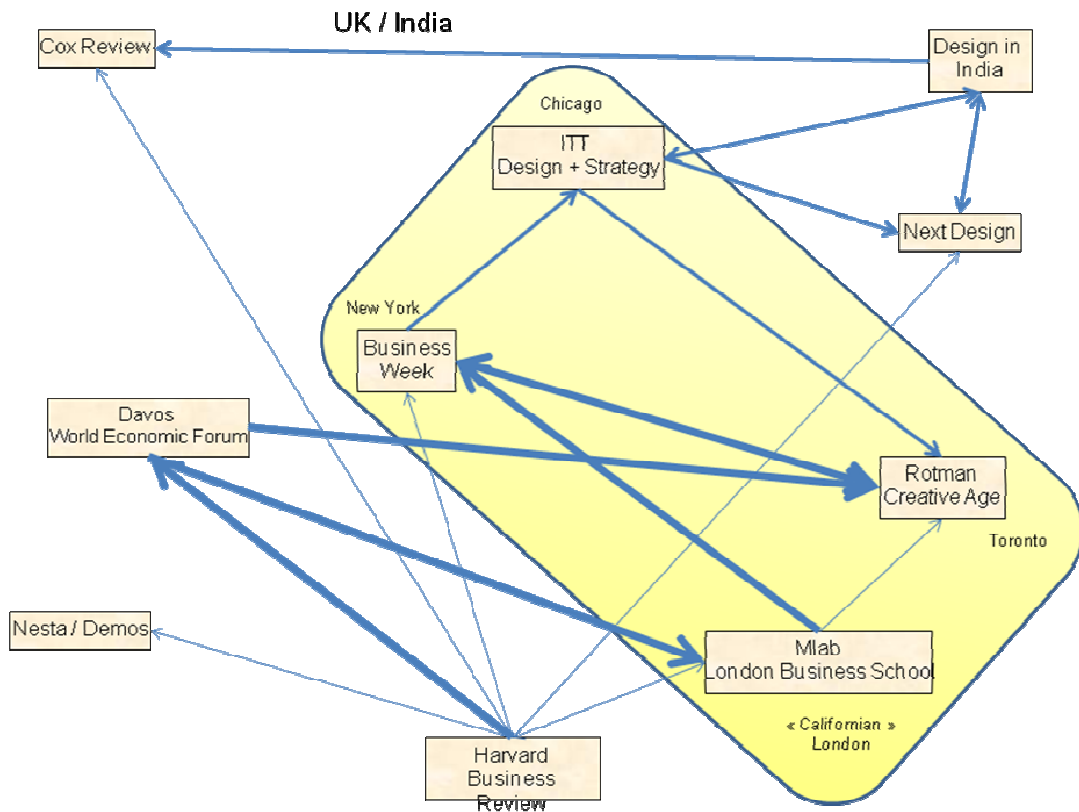 UK / India
Cox Review
Design in
India
Chicago
ITT
Design + Strategy
Next Design
New York
Business
Week
Davos
World Economic Forum
Rotman
Creative Age
Toronto
Nesta / Demos
Mlab
London Business School
« Californian »
London
Harvard
Business
Review